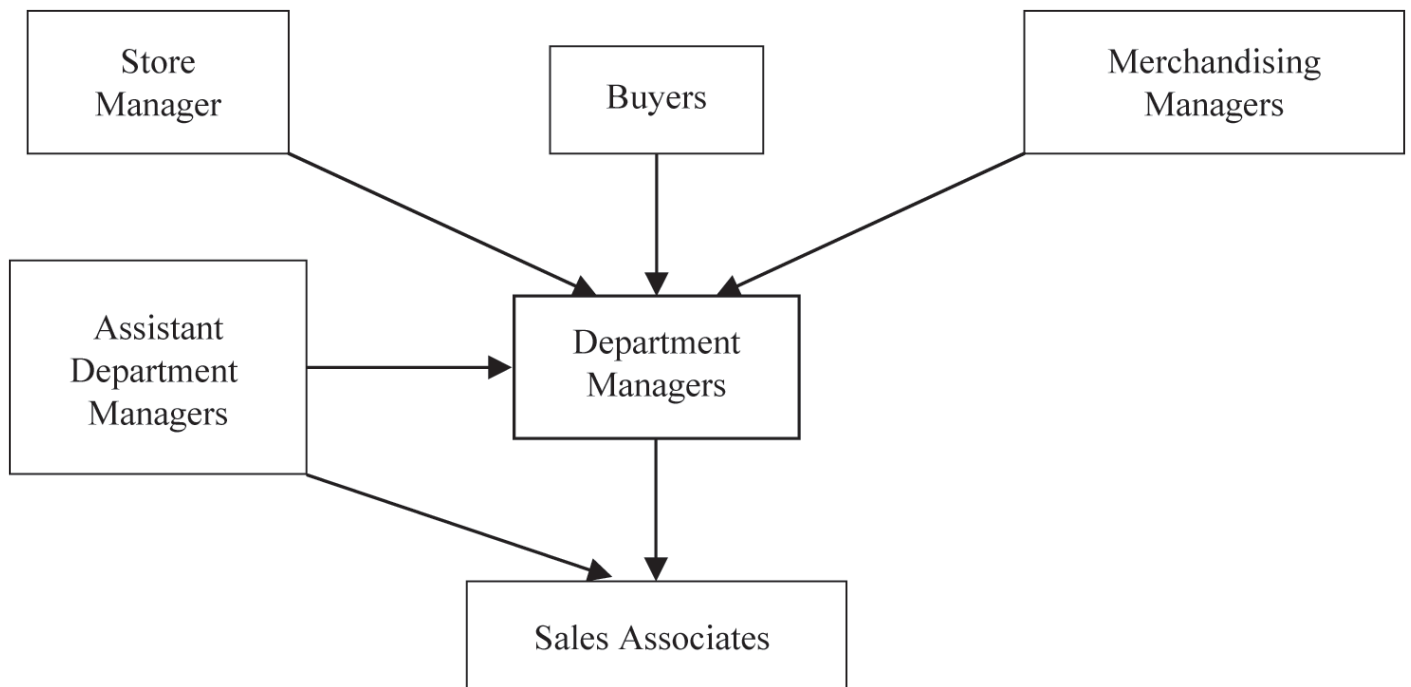 Store
Manager
Buyers
Merchandising
Managers
Assistant
Department
Managers
Department
Managers
Sales Associates